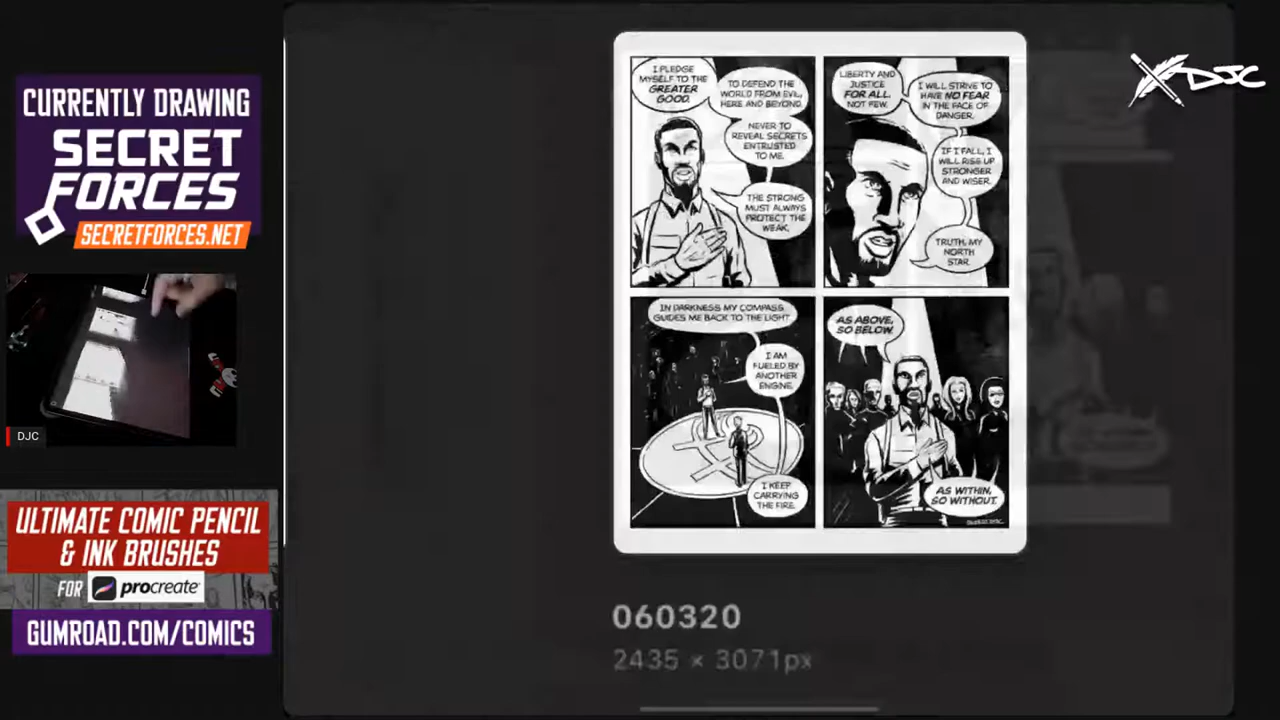 CURRENTLY DRAWING
SECRET
FORCES
SECRETFORCES.NET
DJC
ULTIMATE COMIC PENCIL
& INK BRUSHES
FOR procreate
GUMROAD.COM/COMICS
I PLEDGE
MYSELF TO THE
GREATER
GOOD.
TO DEFEND THE
WORLD FROM EVIL,
HERE AND BEYOND.
NEVER TO
REVEAL SECRETS
ENTRUSTED
TO ME.
THE STRONG
MUST ALWAYS
PROTECT THE
WEAK.
LIBERTY AND
JUSTICE
FOR ALL.
NOT FEW.
I WILL STRIVE TO
HAVE NO FEAR
IN THE FACE OF
DANGER.
IF I FALL, I
WILL RISE UP
STRONGER
AND WISER.
TRUTH, MY
NORTH
STAR.
IN DARKNESS MY COMPASS
GUIDES ME BACK TO THE LIGHT
I AM
FUELED BY
ANOTHER
ENGINE.
I KEEP
CARRYING
THE FIRE.
AS ABOVE,
SO BELOW.
AS WITHIN,
SO WITHOUT.
060320
2435 × 3071px
DJC